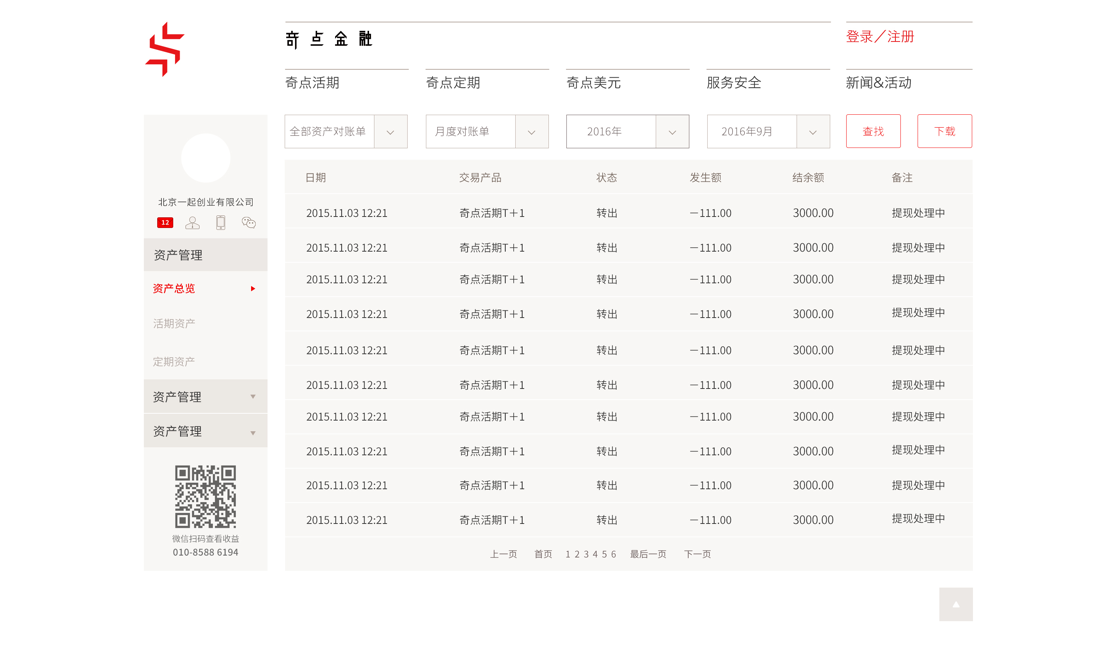 奇点金融
登录／注册
奇点活期 奇点定期 奇点美元 服务安全 新闻&活动
全部资产对账单 月度对账单 2016年 2016年9月 查找 下载
北京一起创业有限公司
12
资产管理
资产总览
活期资产
定期资产
资产管理
资产管理
微信扫码查看收益
010-8588 6194
日期 交易产品 状态 发生额 结余额 备注
2015.11.03 12:21 奇点活期T＋1 转出 －111.00 3000.00 提现处理中
2015.11.03 12:21 奇点活期T＋1 转出 －111.00 3000.00 提现处理中
2015.11.03 12:21 奇点活期T＋1 转出 －111.00 3000.00 提现处理中
2015.11.03 12:21 奇点活期T＋1 转出 －111.00 3000.00 提现处理中
2015.11.03 12:21 奇点活期T＋1 转出 －111.00 3000.00 提现处理中
2015.11.03 12:21 奇点活期T＋1 转出 －111.00 3000.00 提现处理中
2015.11.03 12:21 奇点活期T＋1 转出 －111.00 3000.00 提现处理中
2015.11.03 12:21 奇点活期T＋1 转出 －111.00 3000.00 提现处理中
2015.11.03 12:21 奇点活期T＋1 转出 －111.00 3000.00 提现处理中
2015.11.03 12:21 奇点活期T＋1 转出 －111.00 3000.00 提现处理中
上一页 首页 1 2 3 4 5 6 最后一页 下一页